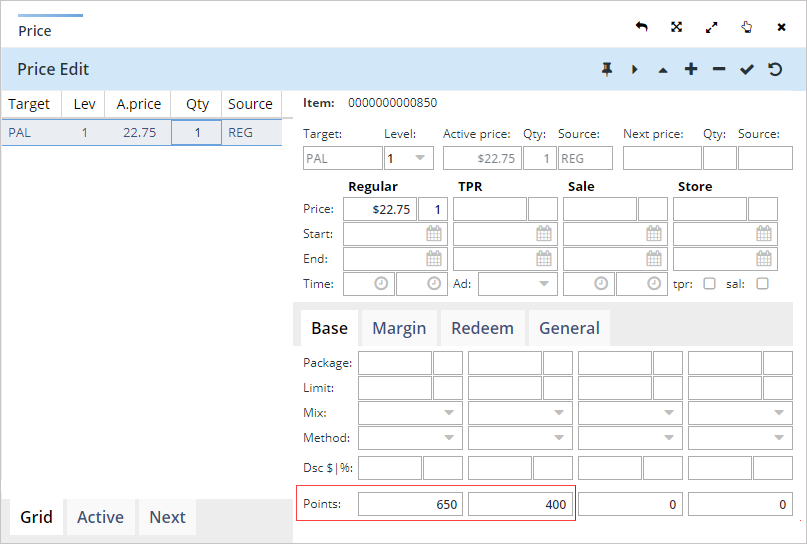 Price
Price Edit
Target Lev A.price Qty Source
PAL 1 22.75 1 REG
Grid Active Next
Item: 0000000000850
Target: Level: Active price: Qty: Source: Next price: Qty: Source:
PAL 1 $22.75 1 REG
Regular TPR Sale Store
Price: $22.75 1
Start:
End:
Time: Ad: tpr: sal:
Base Margin Redeem General
Package:
Limit:
Mix:
Method:
Dsc $|%:
Points: 650 400 0 0